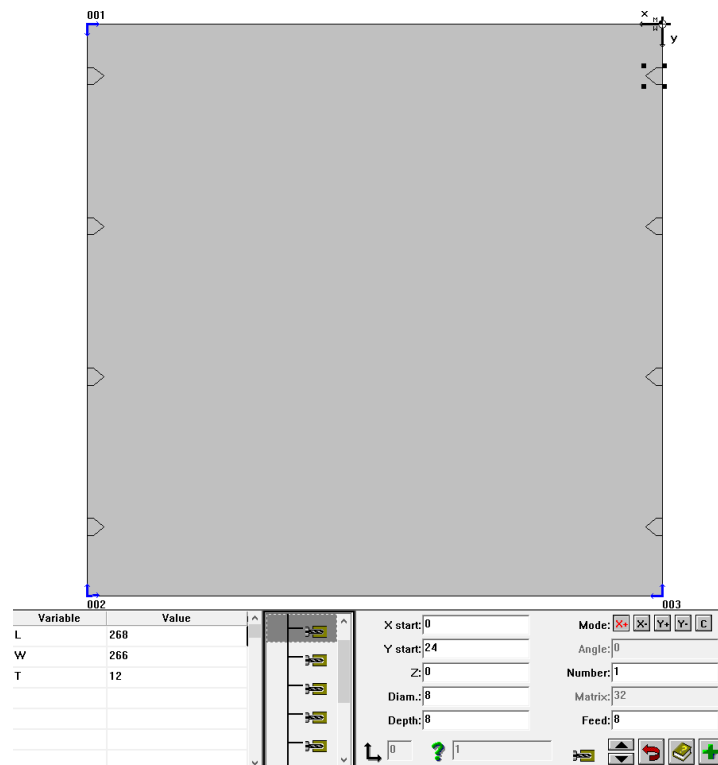 001
x M
W
y
002
003
Variable Value
L 268
W 266
T 12
X start: 0
Y start: 24
Z: 0
Diam.: 8
Depth: 8
0 ? 1
Mode: X+ X- Y+ Y- C
Angle: 0
Number: 1
Matrix: 32
Feed: 8